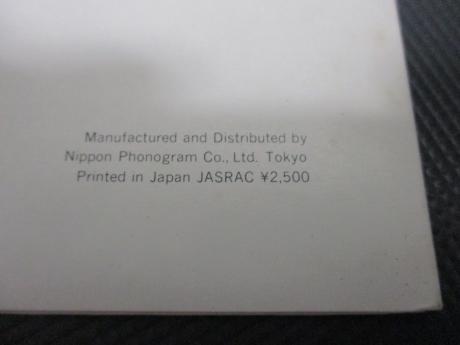 Manufactured and Distributed by
Nippon Phonogram Co., Ltd. Tokyo
Printed in Japan JASRAC ¥2,500